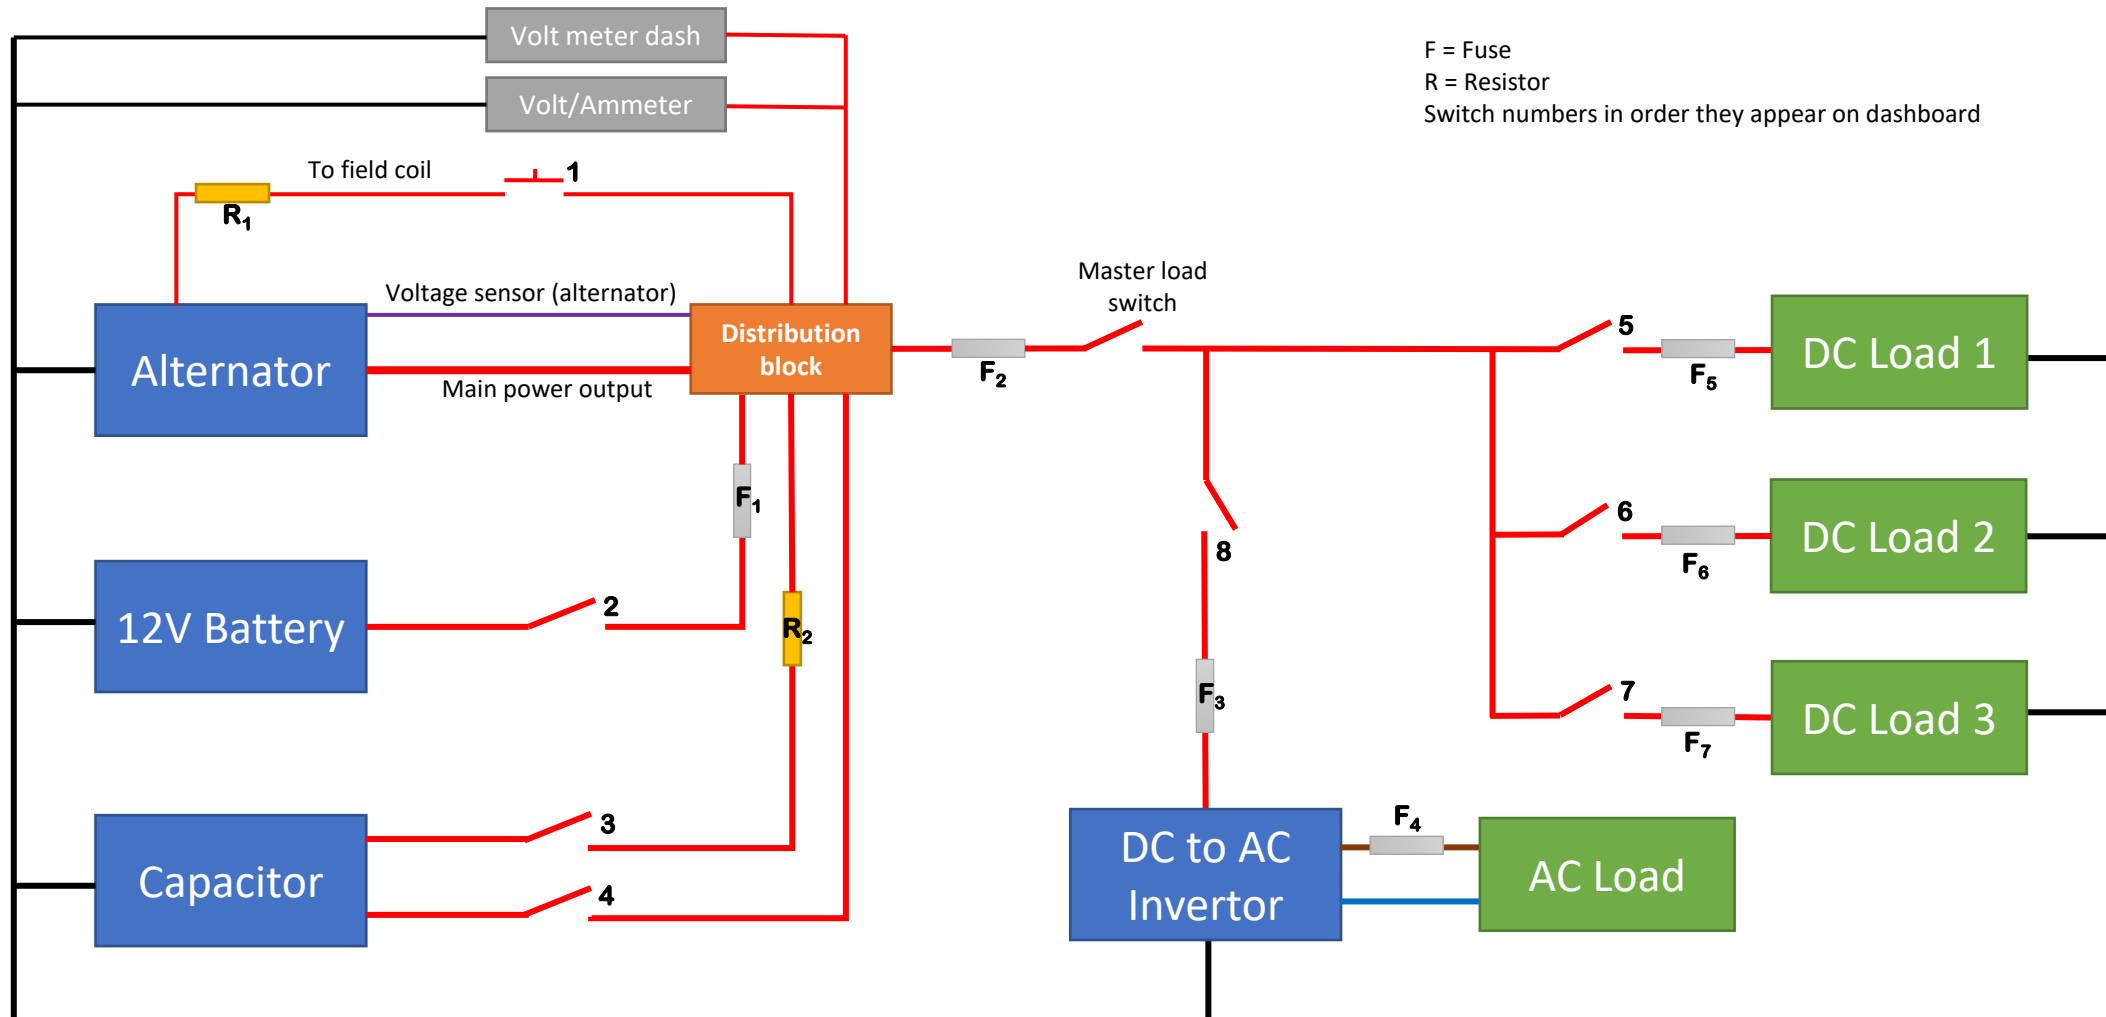 Volt meter dash
Volt/Ammeter
F = Fuse
R = Resistor
Switch numbers in order they appear on dashboard
To field coil
1
R₁
Voltage sensor (alternator)
Alternator
Main power output
Distribution
block
F₂
Master load
switch
5
F₅
DC Load 1
F₁
8
6
F₆
DC Load 2
12V Battery
2
R₂
F₃
7
F₇
DC Load 3
Capacitor
3
4
DC to AC
Invertor
F₄
AC Load